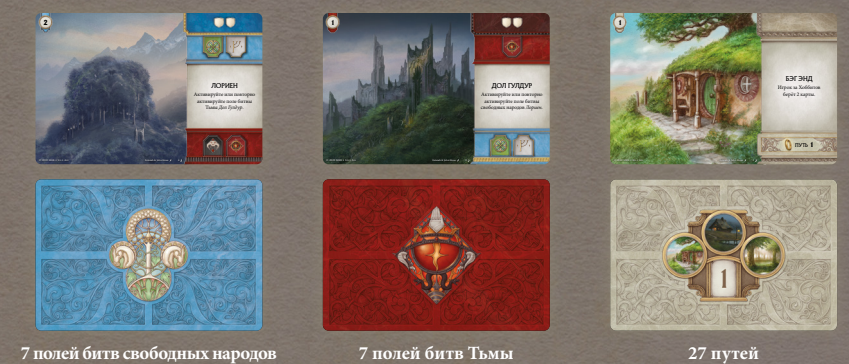 2
ЛОРИЕН
Активируйте или повторно
активируйте поле битвы
Тьмы Дол Гулдур.
1
ДОЛ ГУЛДУР
Активируйте или повторно
активируйте поле битвы
свободных народов Лориен.
1
БЭГ ЭНД
Игрок за Хоббитов
берёт 2 карты.
ПУТЬ 1
1
7 полей битв свободных народов
7 полей битв Тьмы
27 путей